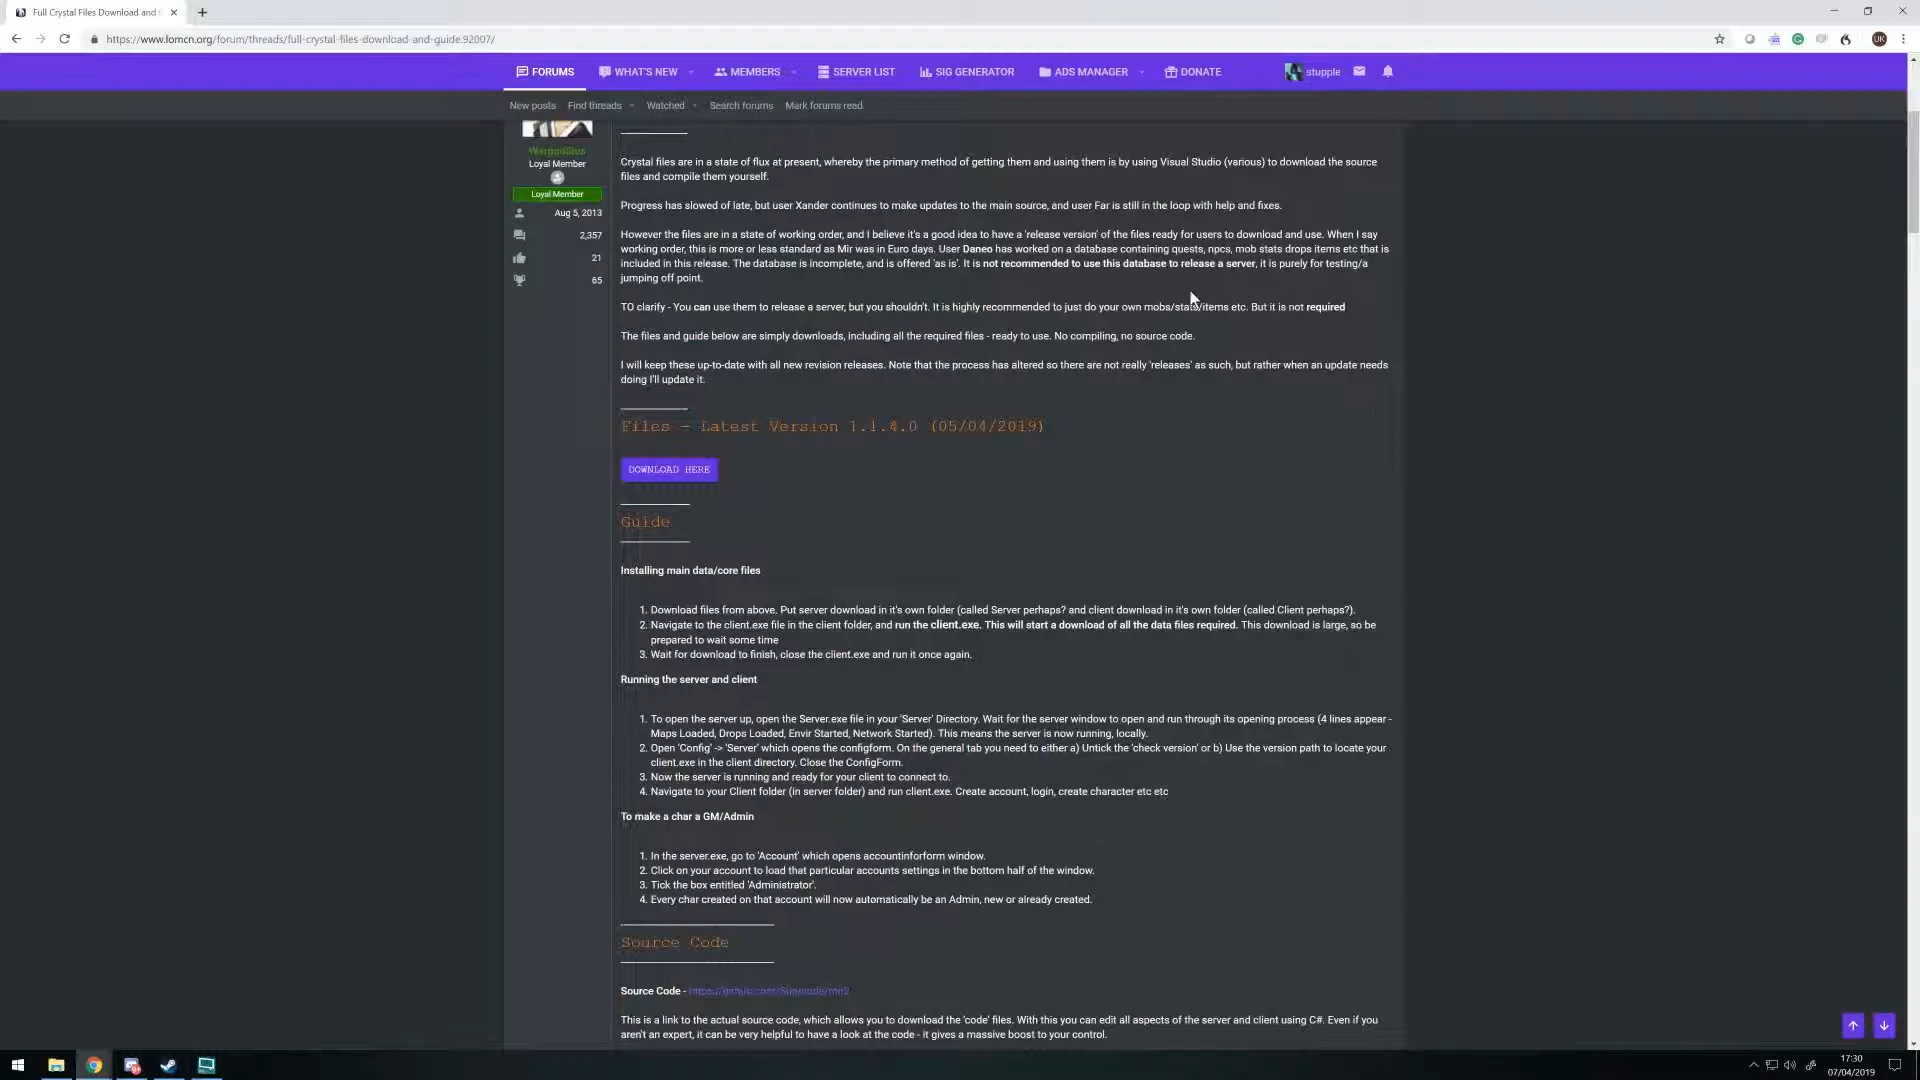 Full Crystal Files Download and
https://www.lomcn.org/forum/threads/full-crystal-files-download-and-guide.92007/
UK
FORUMS WHAT'S NEW MEMBERS SERVER LIST SIG GENERATOR ADS MANAGER DONATE stupple
New posts Find threads Watched Search forums Mark forums read
Loyal Member
Loyal Member
Aug 5, 2013
2,357
21
65
Crystal files are in a state of flux at present, whereby the primary method of getting them and using them is by using Visual Studio (various) to download the source
files and compile them yourself.
Progress has slowed of late, but user Xander continues to make updates to the main source, and user Far is still in the loop with help and fixes.
However the files are in a state of working order, and I believe it's a good idea to have a 'release version' of the files ready for users to download and use. When I say
working order, this is more or less standard as Mir was in Euro days. User Daneo has worked on a database containing quests, npcs, mob stats drops items etc that is
included in this release. The database is incomplete, and is offered 'as is'. It is not recommended to use this database to release a server, it is purely for testing/a
jumping off point.
TO clarify - You can use them to release a server, but you shouldn't. It is highly recommended to just do your own mobs/stats/items etc. But it is not required
The files and guide below are simply downloads, including all the required files - ready to use. No compiling, no source code.
I will keep these up-to-date with all new revision releases. Note that the process has altered so there are not really 'releases' as such, but rather when an update needs
doing I'll update it.
Files - Latest Version 1.1.4.0 (05/04/2019)
DOWNLOAD HERE
Guide
Installing main data/core files
1. Download files from above. Put server download in it's own folder (called Server perhaps? and client download in it's own folder (called Client perhaps?).
2. Navigate to the client.exe file in the client folder, and run the client.exe. This will start a download of all the data files required. This download is large, so be
prepared to wait some time
3. Wait for download to finish, close the client.exe and run it once again.
Running the server and client
1. To open the server up, open the Server.exe file in your 'Server' Directory. Wait for the server window to open and run through its opening process (4 lines appear -
Maps Loaded, Drops Loaded, Envir Started, Network Started). This means the server is now running, locally.
2. Open 'Config' -> 'Server' which opens the configform. On the general tab you need to either a) Untick the 'check version' or b) Use the version path to locate your
client.exe in the client directory. Close the ConfigForm.
3. Now the server is running and ready for your client to connect to.
4. Navigate to your Client folder (in server folder) and run client.exe. Create account, login, create character etc etc
To make a char a GM/Admin
1. In the server.exe, go to 'Account' which opens accountinforform window.
2. Click on your account to load that particular accounts settings in the bottom half of the window.
3. Tick the box entitled 'Administrator'.
4. Every char created on that account will now automatically be an Admin, new or already created.
Source Code
Source Code -
This is a link to the actual source code, which allows you to download the 'code' files. With this you can edit all aspects of the server and client using C#. Even if you
aren't an expert, it can be very helpful to have a look at the code - it gives a massive boost to your control.
17:30
07/04/2019